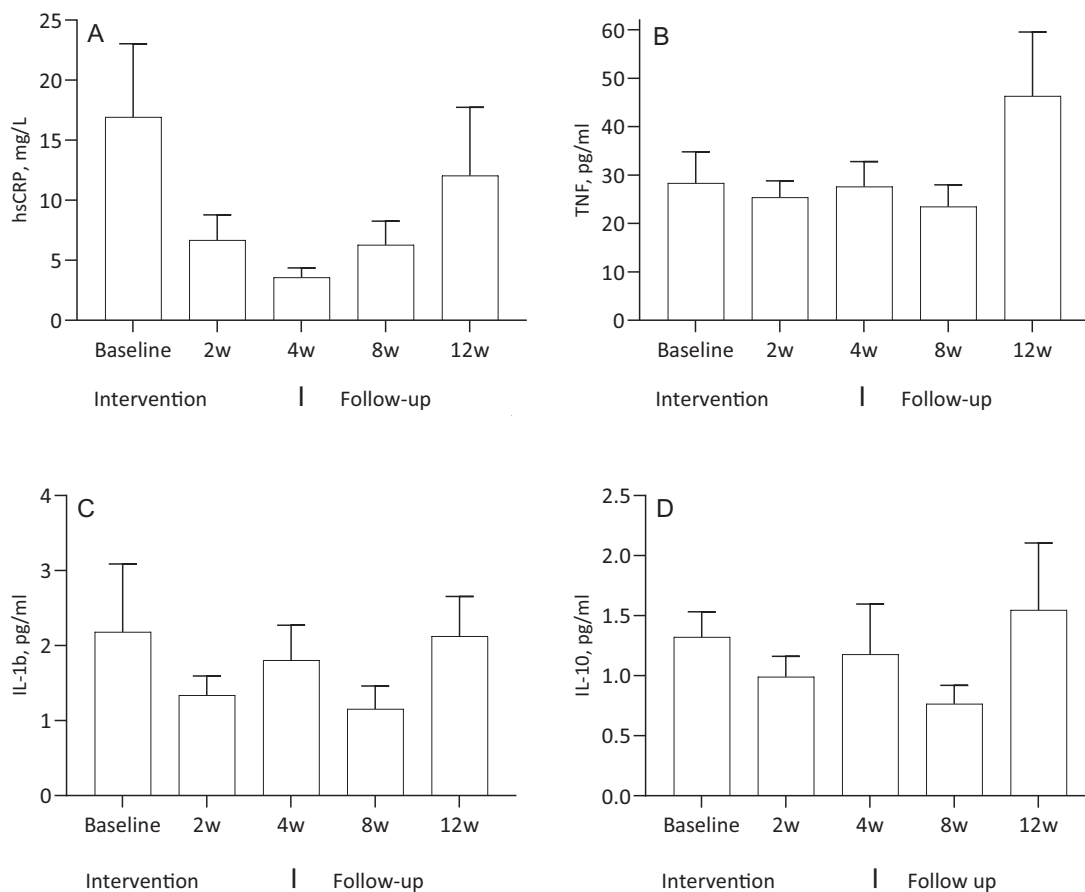 A
hsCRP, mg/L
25
20
15
10
5
0
Baseline 2w 4w 8w 12w
Intervention | Follow-up
B
TNF, pg/ml
60
50
40
30
20
10
0
Baseline 2w 4w 8w 12w
Intervention | Follow-up
C
IL-1b, pg/ml
4
3
2
1
0
Baseline 2w 4w 8w 12w
Intervention | Follow-up
D
IL-10, pg/ml
2.5
2.0
1.5
1.0
0.5
0.0
Baseline 2w 4w 8w 12w
Intervention | Follow up